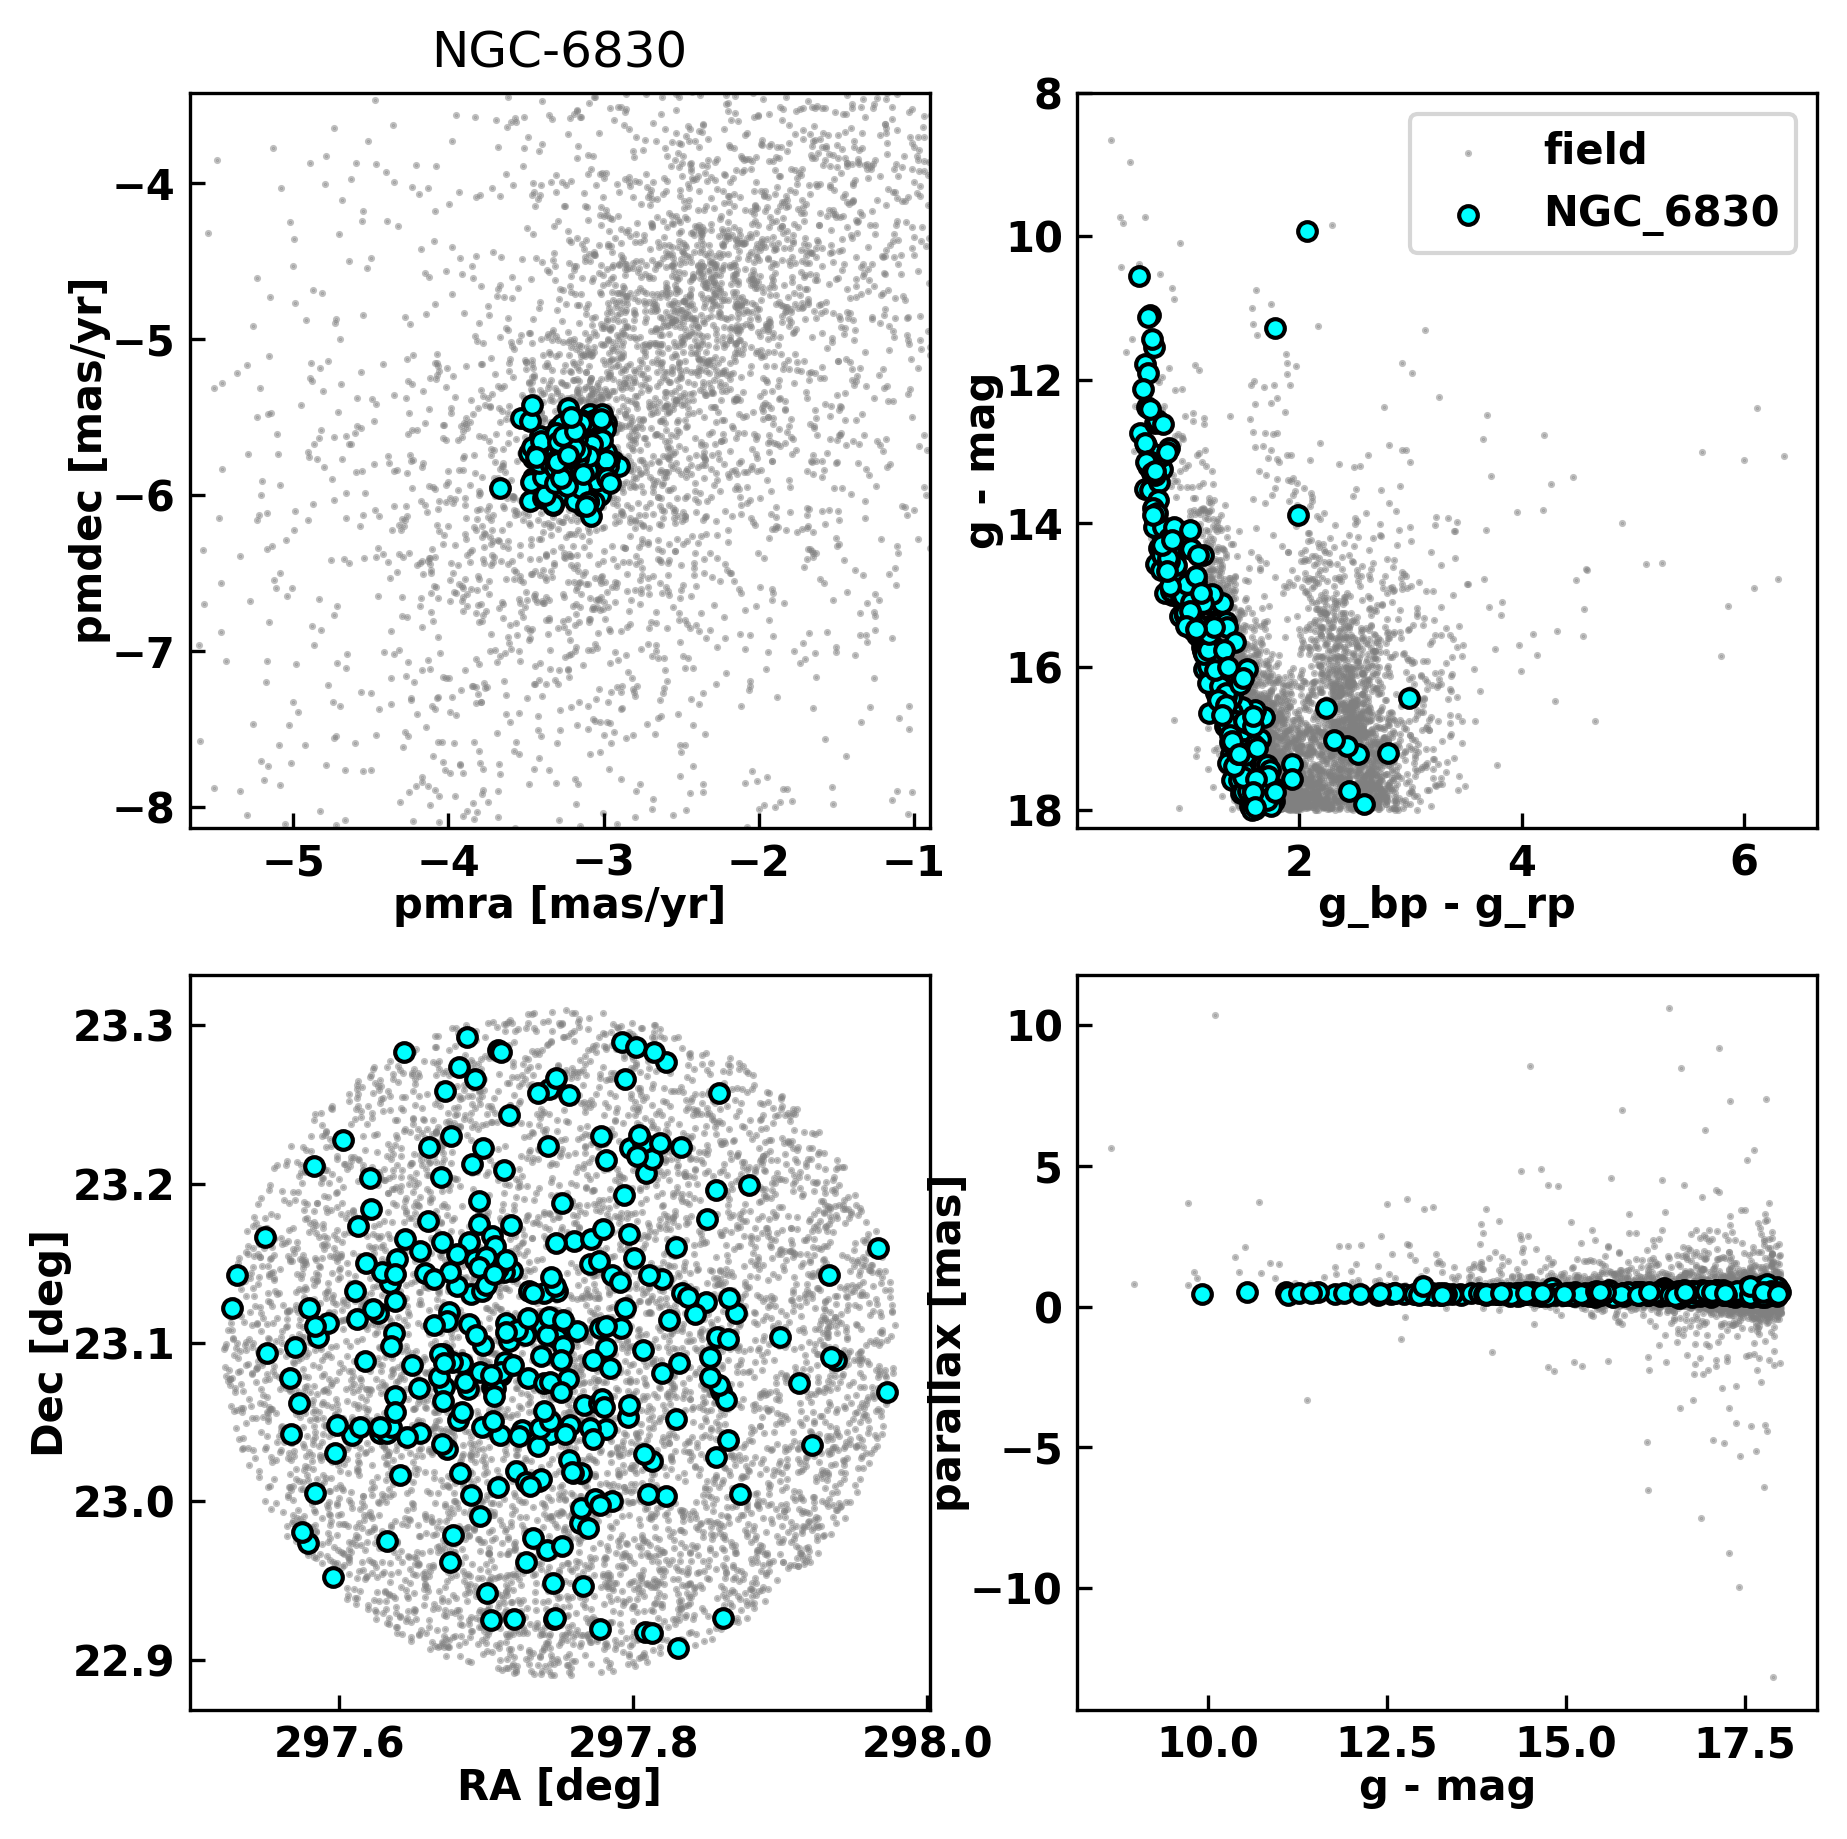 NGC-6830
−4
−5
−6
−7
−8
pmdec [mas/yr]
−5 −4 −3 −2 −1
pmra [mas/yr]
8
10
12
14
16
18
g - mag
field
NGC_6830
2 4 6
g_bp - g_rp
23.3
23.2
23.1
23.0
22.9
Dec [deg]
297.6 297.8 298.0
RA [deg]
10
5
0
−5
−10
parallax [mas]
10.0 12.5 15.0 17.5
g - mag